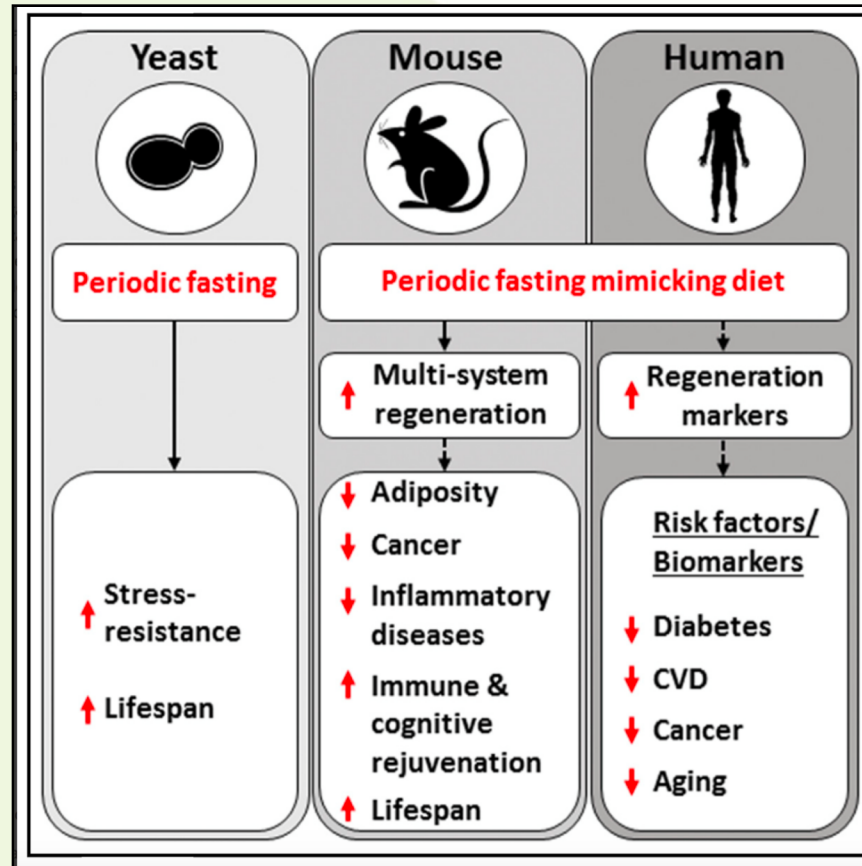 Yeast
Mouse
Human
Periodic fasting
Periodic fasting mimicking diet
Multi-system
regeneration
Regeneration
markers
Stress-
resistance
Lifespan
Adiposity
Cancer
Inflammatory
diseases
Immune &
cognitive
rejuvenation
Lifespan
Risk factors/
Biomarkers
Diabetes
CVD
Cancer
Aging